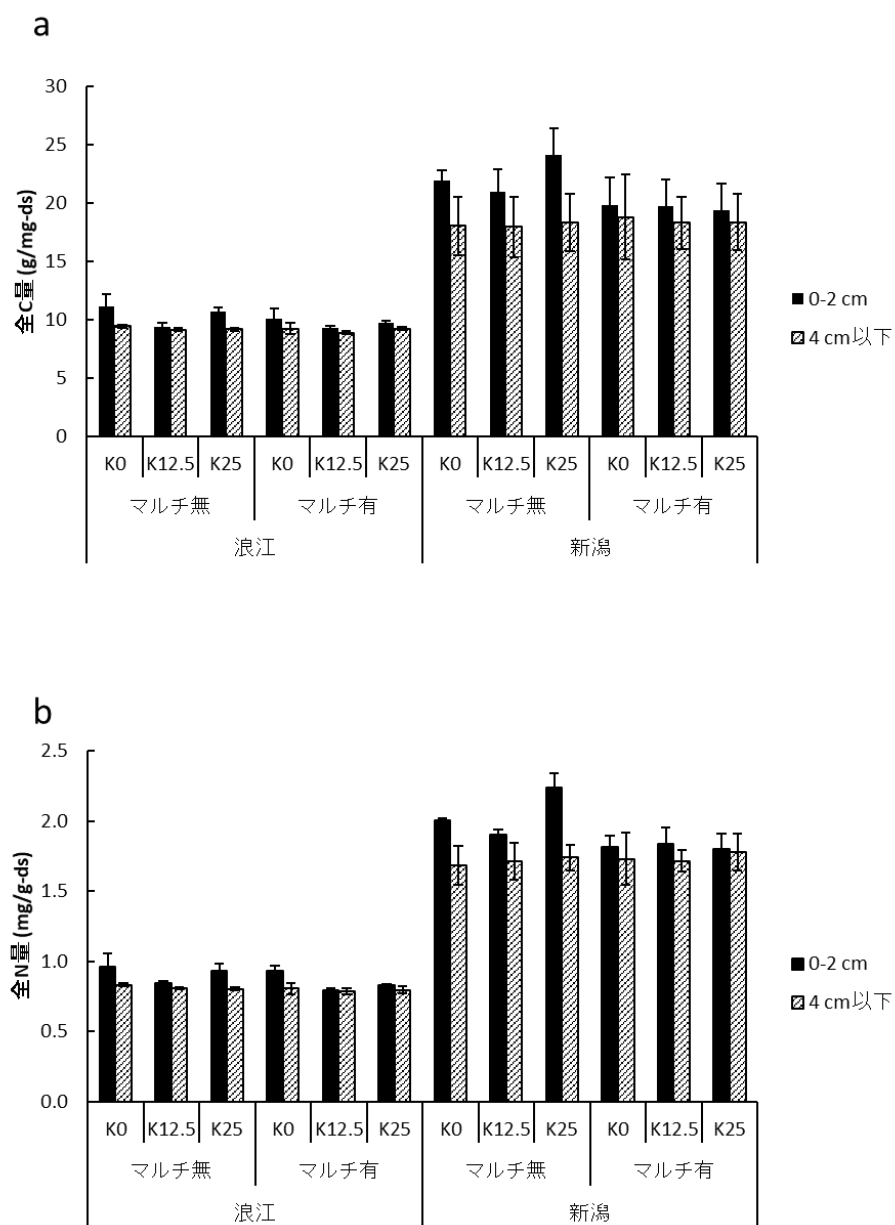 a
30
25
20
15
10
5
0
全C量 (g/mg-ds)
0-2 cm
4 cm以下
K0 K12.5 K25 K0 K12.5 K25 K0 K12.5 K25 K0 K12.5 K25
マルチ無 マルチ有 マルチ無 マルチ有
浪江 新潟
b
2.5
2.0
1.5
1.0
0.5
0.0
全N量 (mg/g-ds)
0-2 cm
4 cm以下
K0 K12.5 K25 K0 K12.5 K25 K0 K12.5 K25 K0 K12.5 K25
マルチ無 マルチ有 マルチ無 マルチ有
浪江 新潟